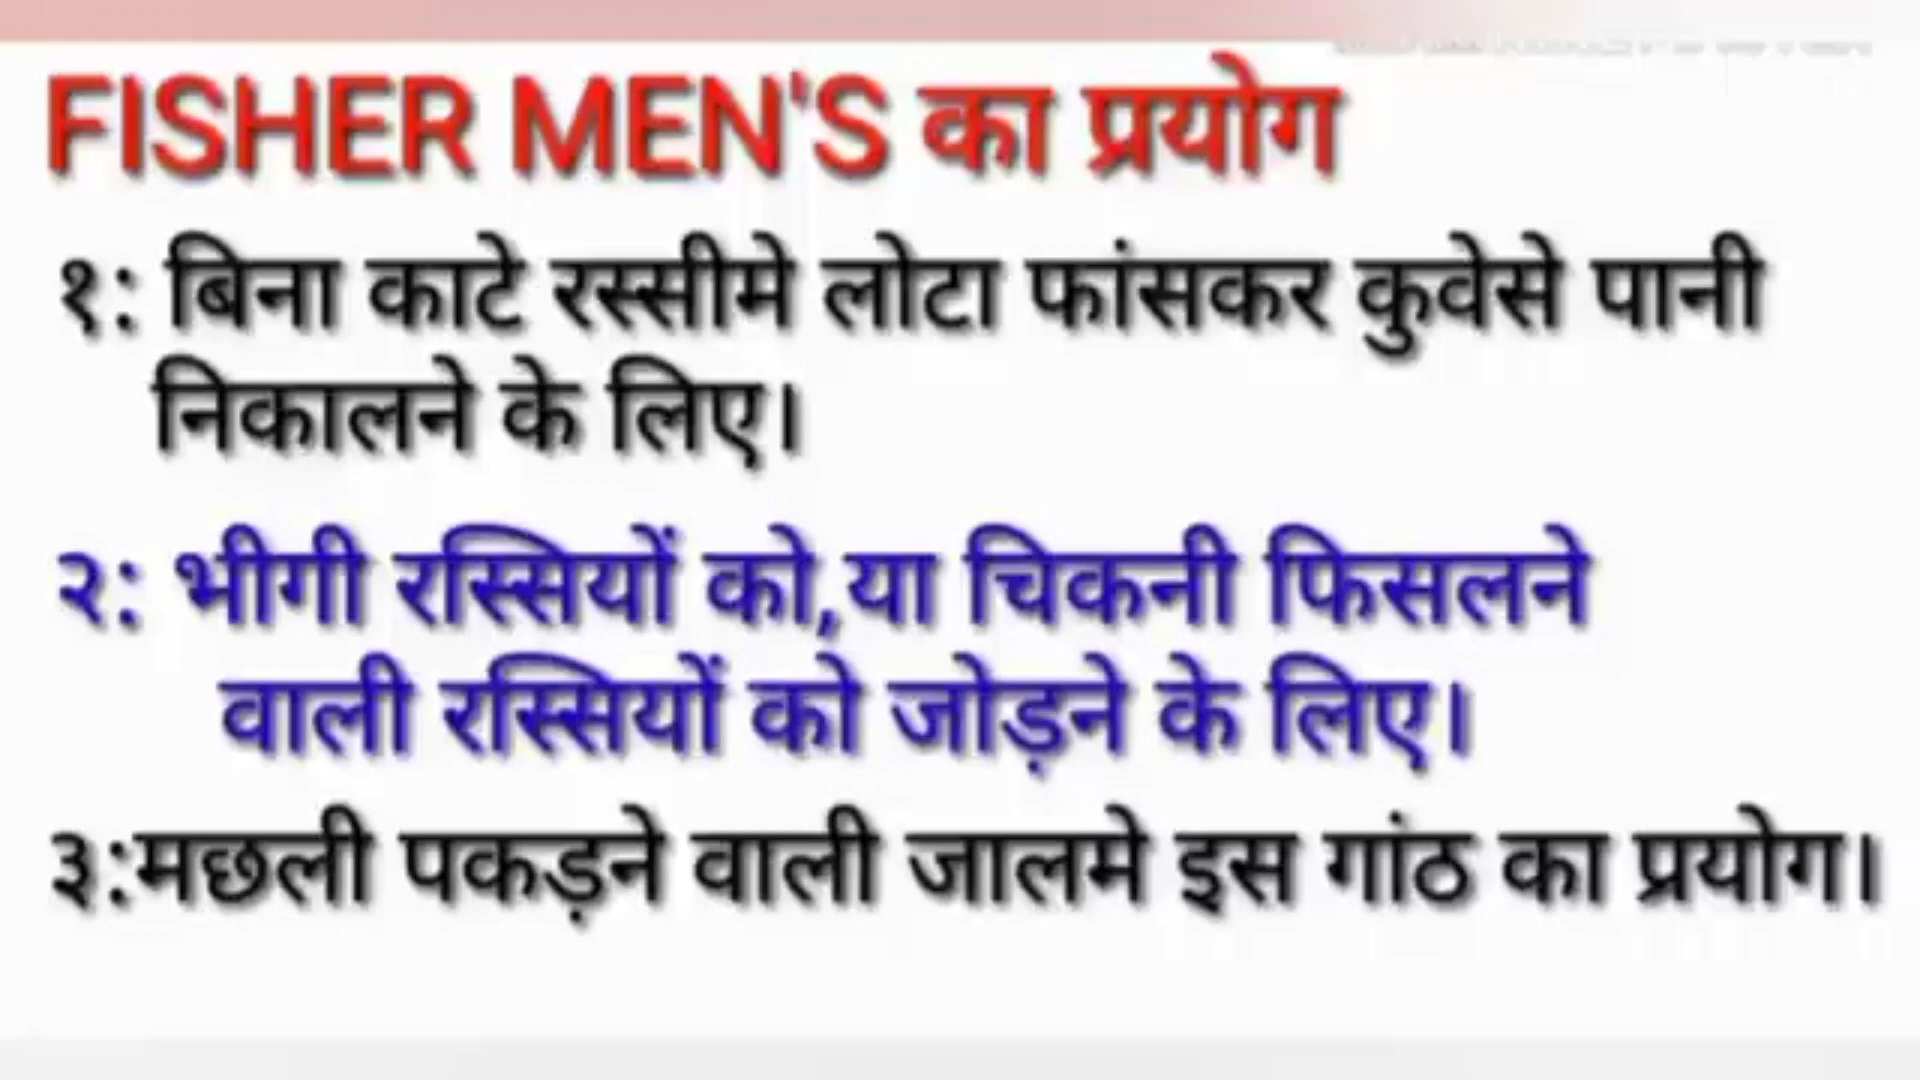 FISHER MEN'S का प्रयोग
१: बिना काटे रस्सीमे लोटा फांसकर कुवेसे पानी
निकालने के लिए।
२: भीगी रस्सियों को,या चिकनी फिसलने
वाली रस्सियों को जोड़ने के लिए।
३:मछली पकड़ने वाली जालमे इस गांठ का प्रयोग।